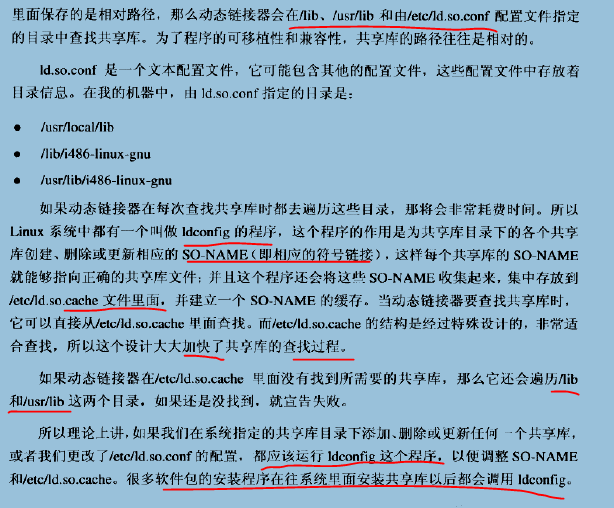 里面保存的是相对路径，那么动态链接器会在/lib、/usr/lib 和由/etc/ld.so.conf 配置文件指定
的目录中查找共享库。为了程序的可移植性和兼容性，共享库的路径往往是相对的。
ld.so.conf 是一个文本配置文件，它可能包含其他的配置文件，这些配置文件中存放着
目录信息。在我的机器中，由 ld.so.conf 指定的目录是：
● /usr/local/lib
● /lib/i486-linux-gnu
● /usr/lib/i486-linux-gnu
如果动态链接器在每次查找共享库时都去遍历这些目录，那将会非常耗费时间。所以
Linux 系统中都有一个叫做 ldconfig 的程序，这个程序的作用是为共享库目录下的各个共享
库创建、删除或更新相应的 SO-NAME（即相应的符号链接），这样每个共享库的 SO-NAME
就能够指向正确的共享库文件；并且这个程序还会将这些 SO-NAME 收集起来，集中存放到
/etc/ld.so.cache 文件里面，并建立一个 SO-NAME 的缓存。当动态链接器要查找共享库时，
它可以直接从/etc/ld.so.cache 里面查找。而/etc/ld.so.cache 的结构是经过特殊设计的，非常适
合查找，所以这个设计大大加快了共享库的查找过程。
如果动态链接器在/etc/ld.so.cache 里面没有找到所需要的共享库，那么它还会遍历/lib
和/usr/lib 这两个目录，如果还是没找到，就宣告失败。
所以理论上讲，如果我们在系统指定的共享库目录下添加、删除或更新任何一个共享库，
或者我们更改了/etc/ld.so.conf 的配置，都应该运行 ldconfig 这个程序，以便调整 SO-NAME
和/etc/ld.so.cache。很多软件包的安装程序在往系统里面安装共享库以后都会调用 ldconfig。